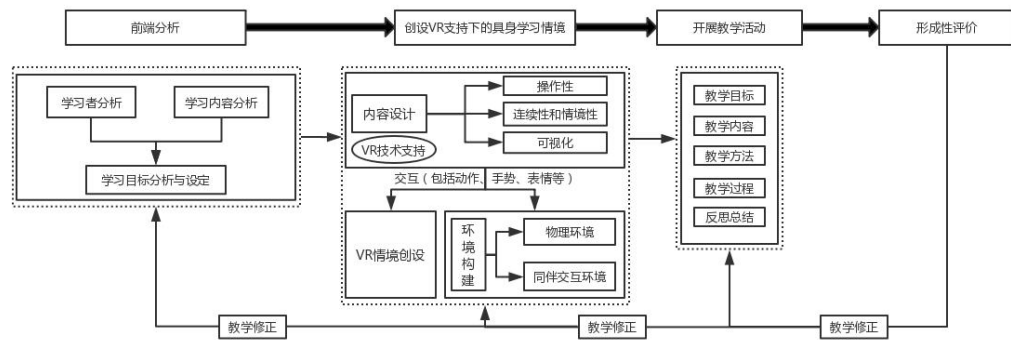 前端分析
创设VR支持下的具身学习情境
开展教学活动
形成性评价
学习者分析
学习内容分析
学习目标分析与设定
内容设计
VR技术支持
操作性
连续性和情境性
可视化
交互（包括动作、手势、表情等）
VR情境创设
环境构建
物理环境
同伴交互环境
教学目标
教学内容
教学方法
教学过程
反思总结
教学修正
教学修正
教学修正